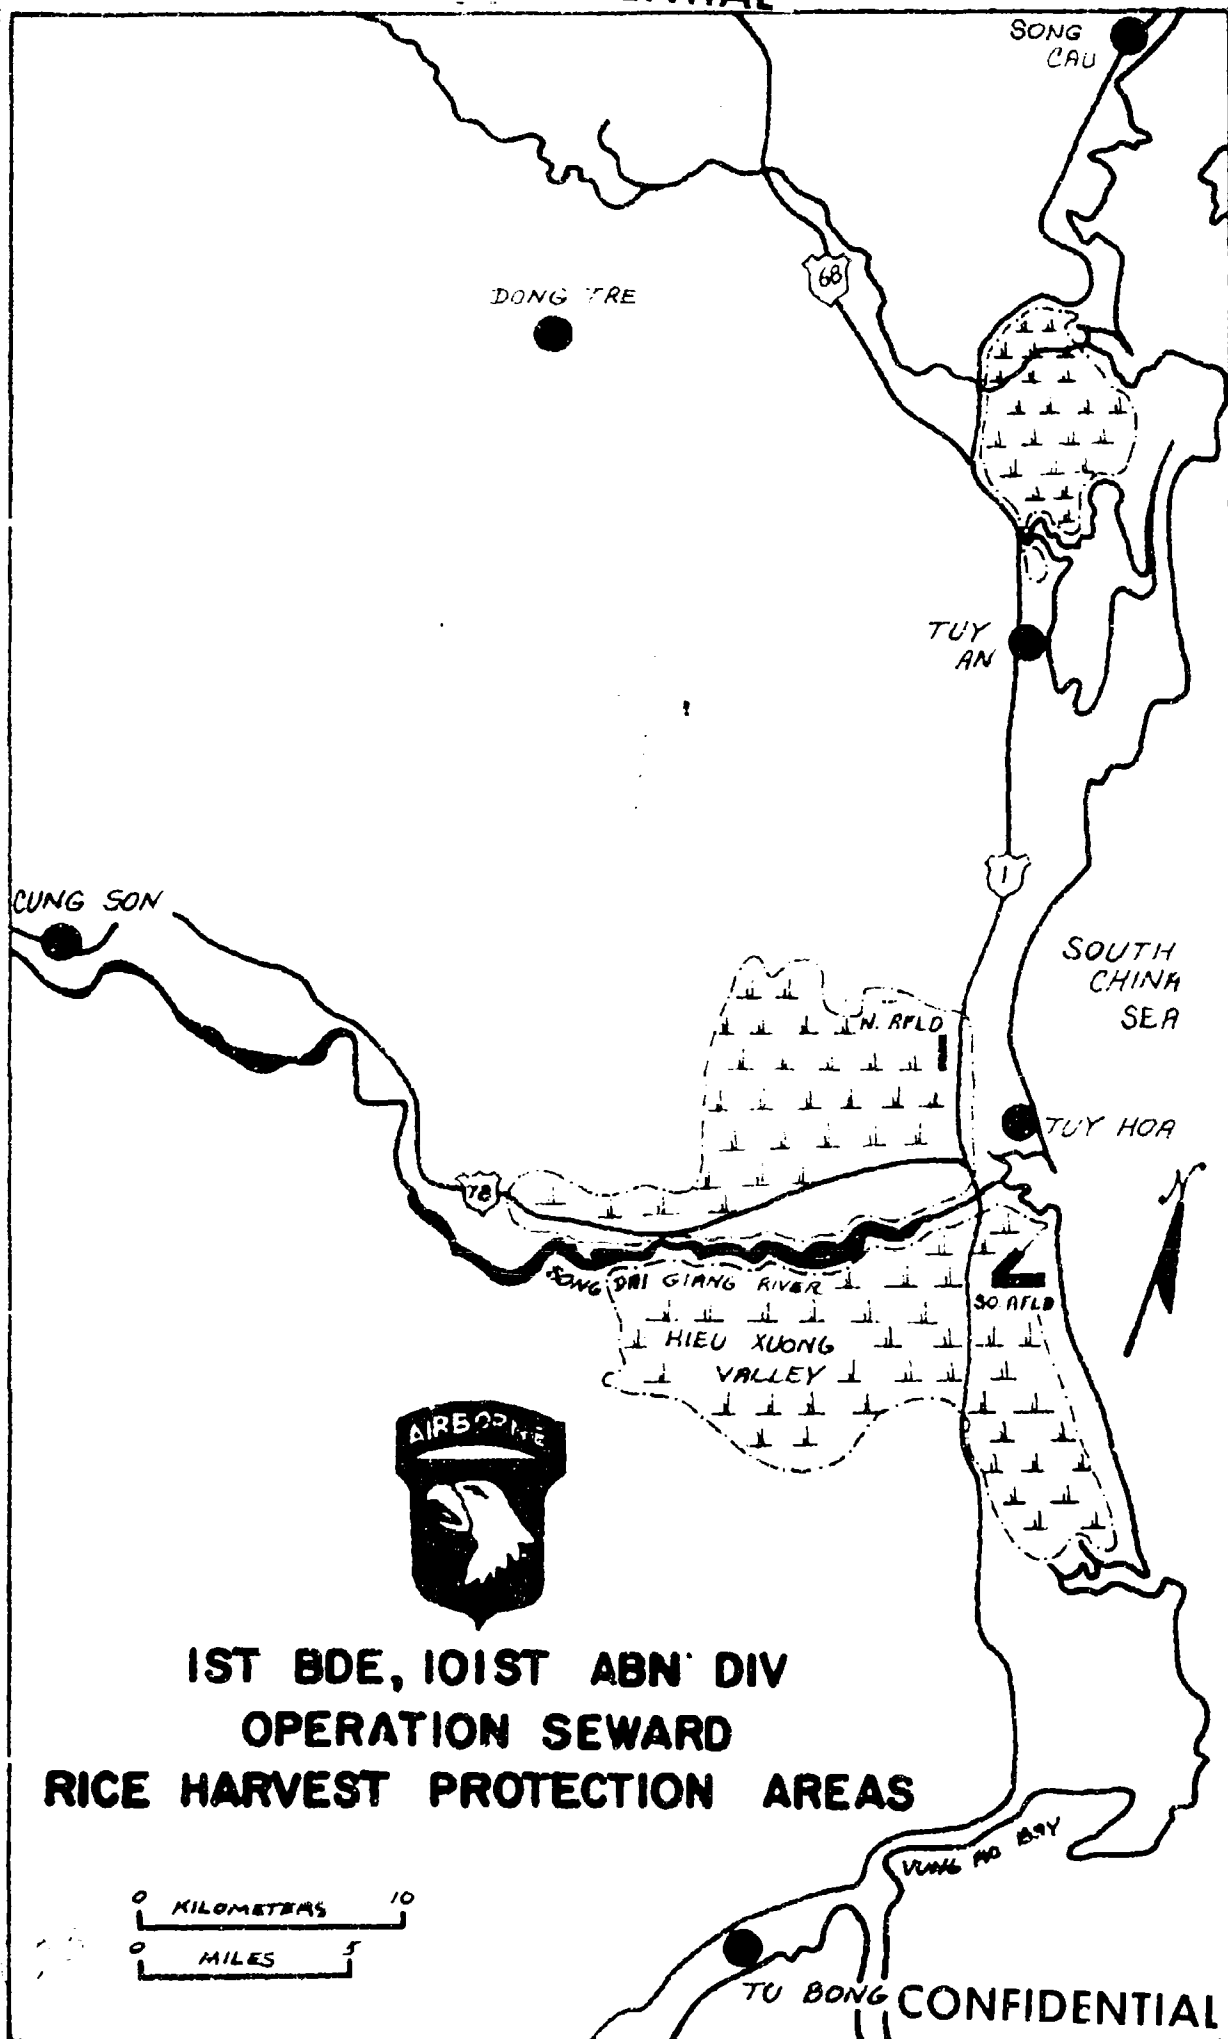 SONG
CAU
68
DONG TRE
TUY
AN
1
CUNG SON
SOUTH
CHINA
SEA
N. AFLD
TUY HOA
N
78
SONG DAI GIANG RIVER
SO. AFLD
HIEU XUONG
VALLEY
AIRBORNE
1ST BDE, 101ST ABN DIV
OPERATION SEWARD
RICE HARVEST PROTECTION AREAS
VUNG RO BAY
0 KILOMETERS 10
0 MILES 5
TU BONG
CONFIDENTIAL